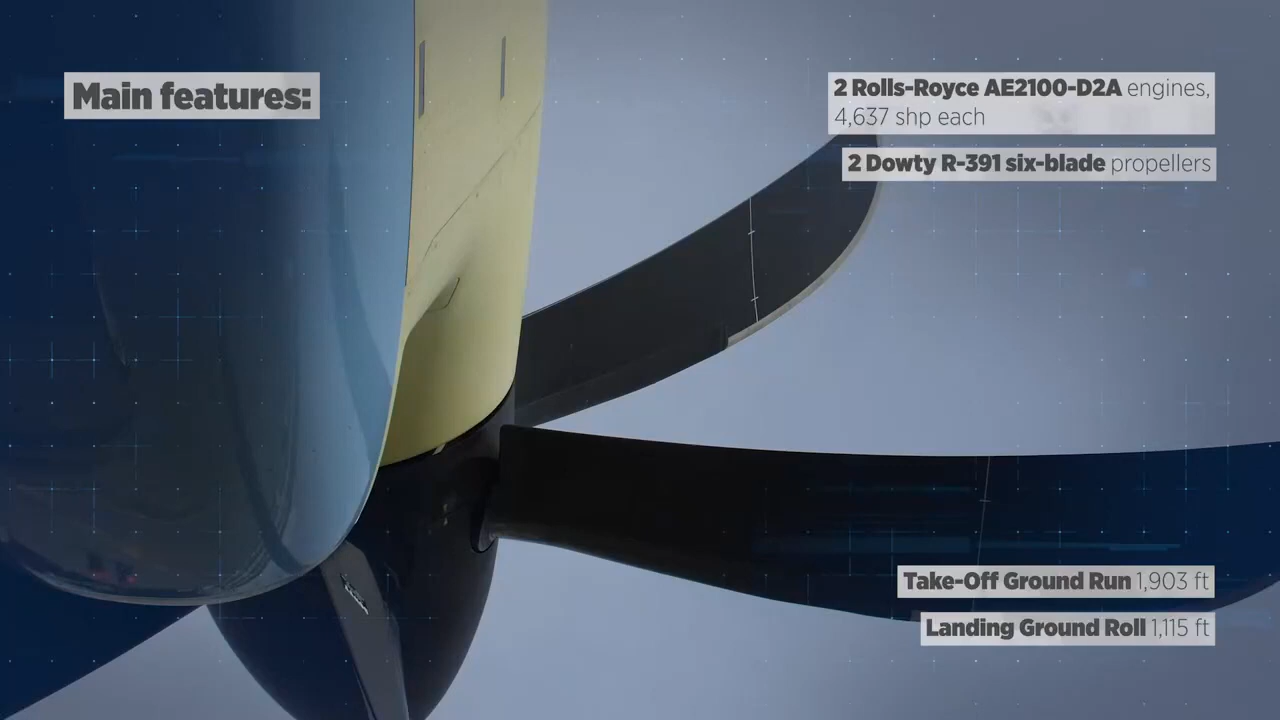 Main features:
2 Rolls-Royce AE2100-D2A engines,
4,637 shp each
2 Dowty R-391 six-blade propellers
Take-Off Ground Run 1,903 ft
Landing Ground Roll 1,115 ft